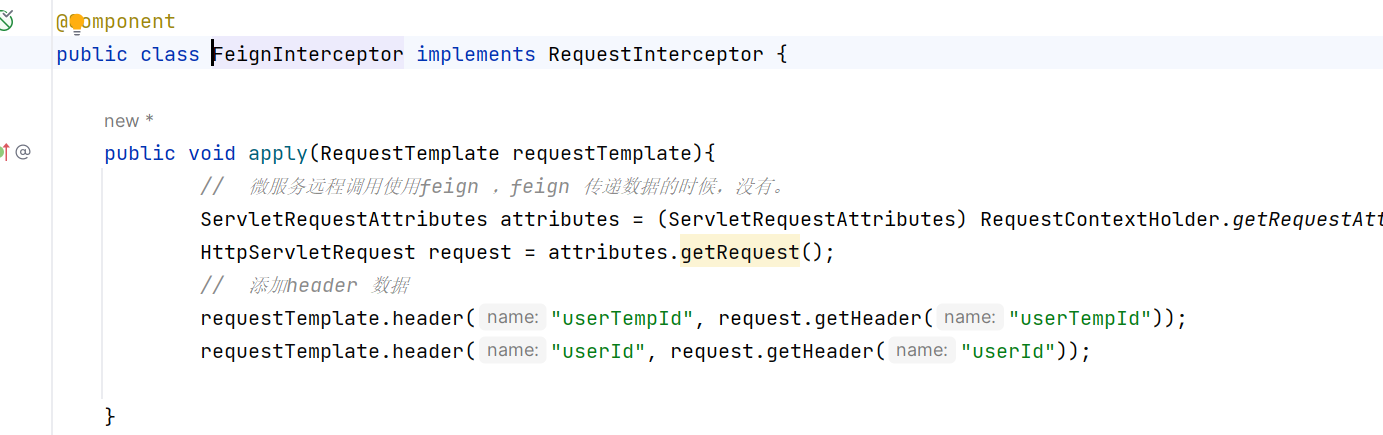 @Component
public class FeignInterceptor implements RequestInterceptor {
new *
public void apply(RequestTemplate requestTemplate){
// 微服务远程调用使用feign ，feign 传递数据的时候，没有。
ServletRequestAttributes attributes = (ServletRequestAttributes) RequestContextHolder.getRequestAtt
HttpServletRequest request = attributes.getRequest();
// 添加header 数据
requestTemplate.header( name: "userTempId", request.getHeader( name: "userTempId"));
requestTemplate.header( name: "userId", request.getHeader( name: "userId"));
}